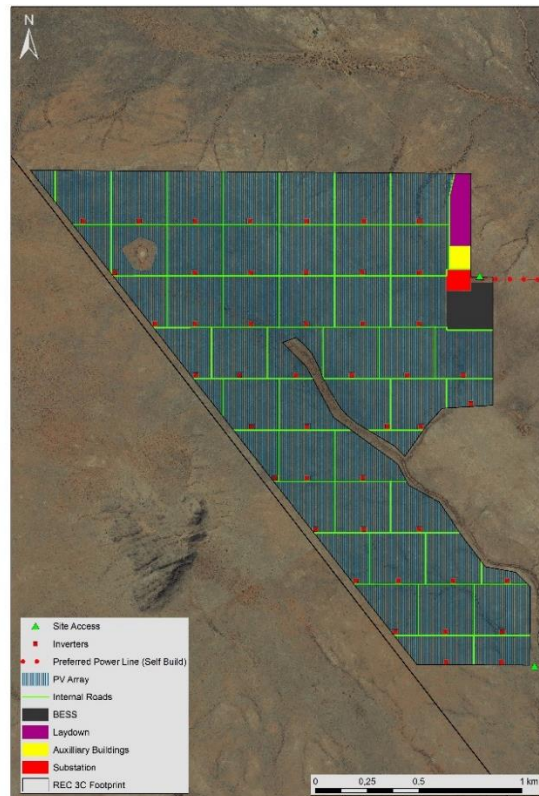 N
Site Access
Inverters
Preferred Power Line (Self Build)
PV Array
Internal Roads
BESS
Laydown
Auxilliary Buildings
Substation
REC 3C Footprint
0 0,25 0.5 1 km